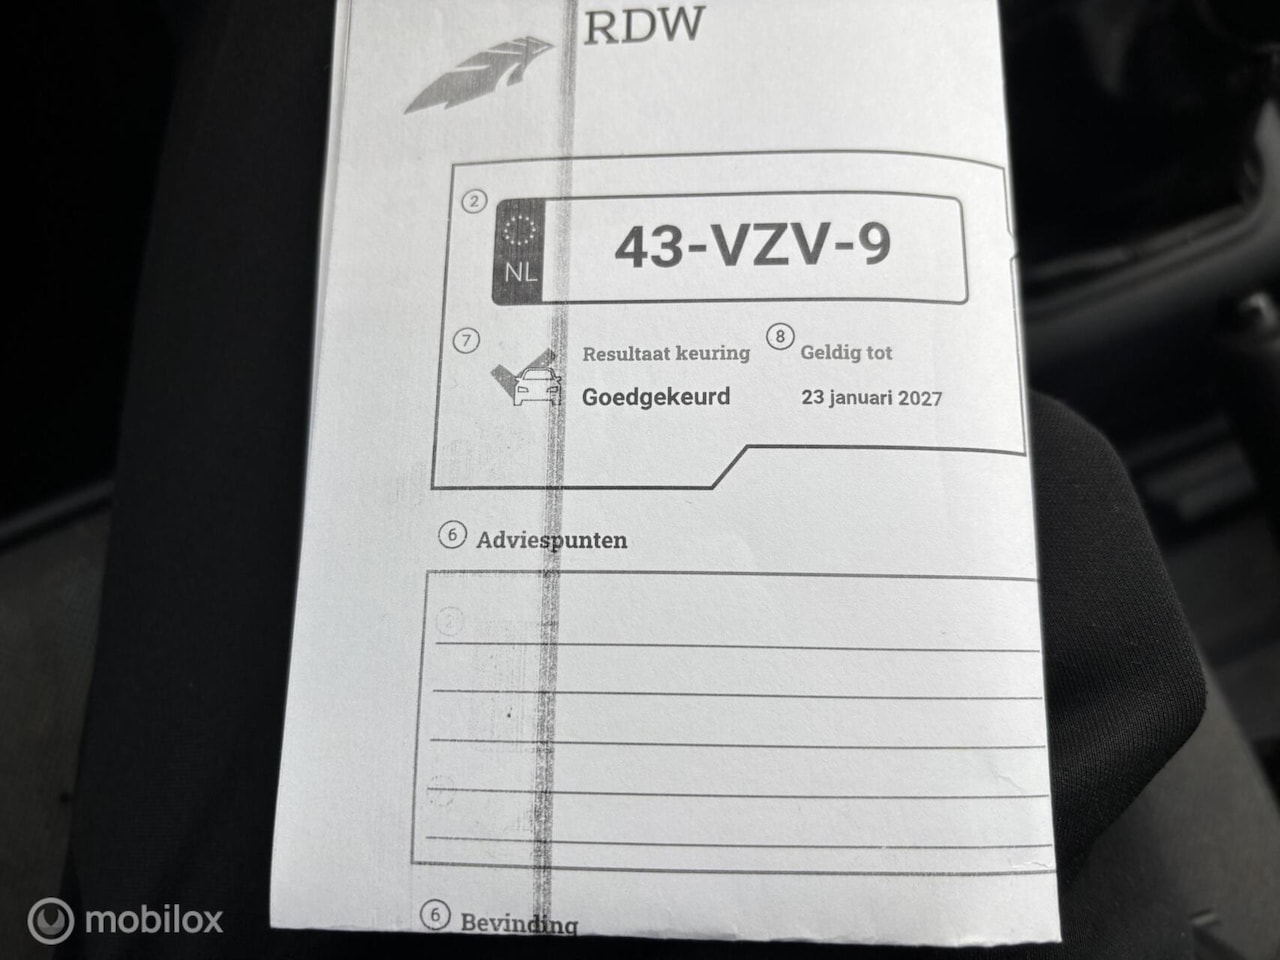 RDW
2
NL
43-VZV-9
7
Resultaat keuring
8
Geldig tot
Goedgekeurd
23 januari 2027
6 Adviespunten
2
6 Bevinding
mobilox